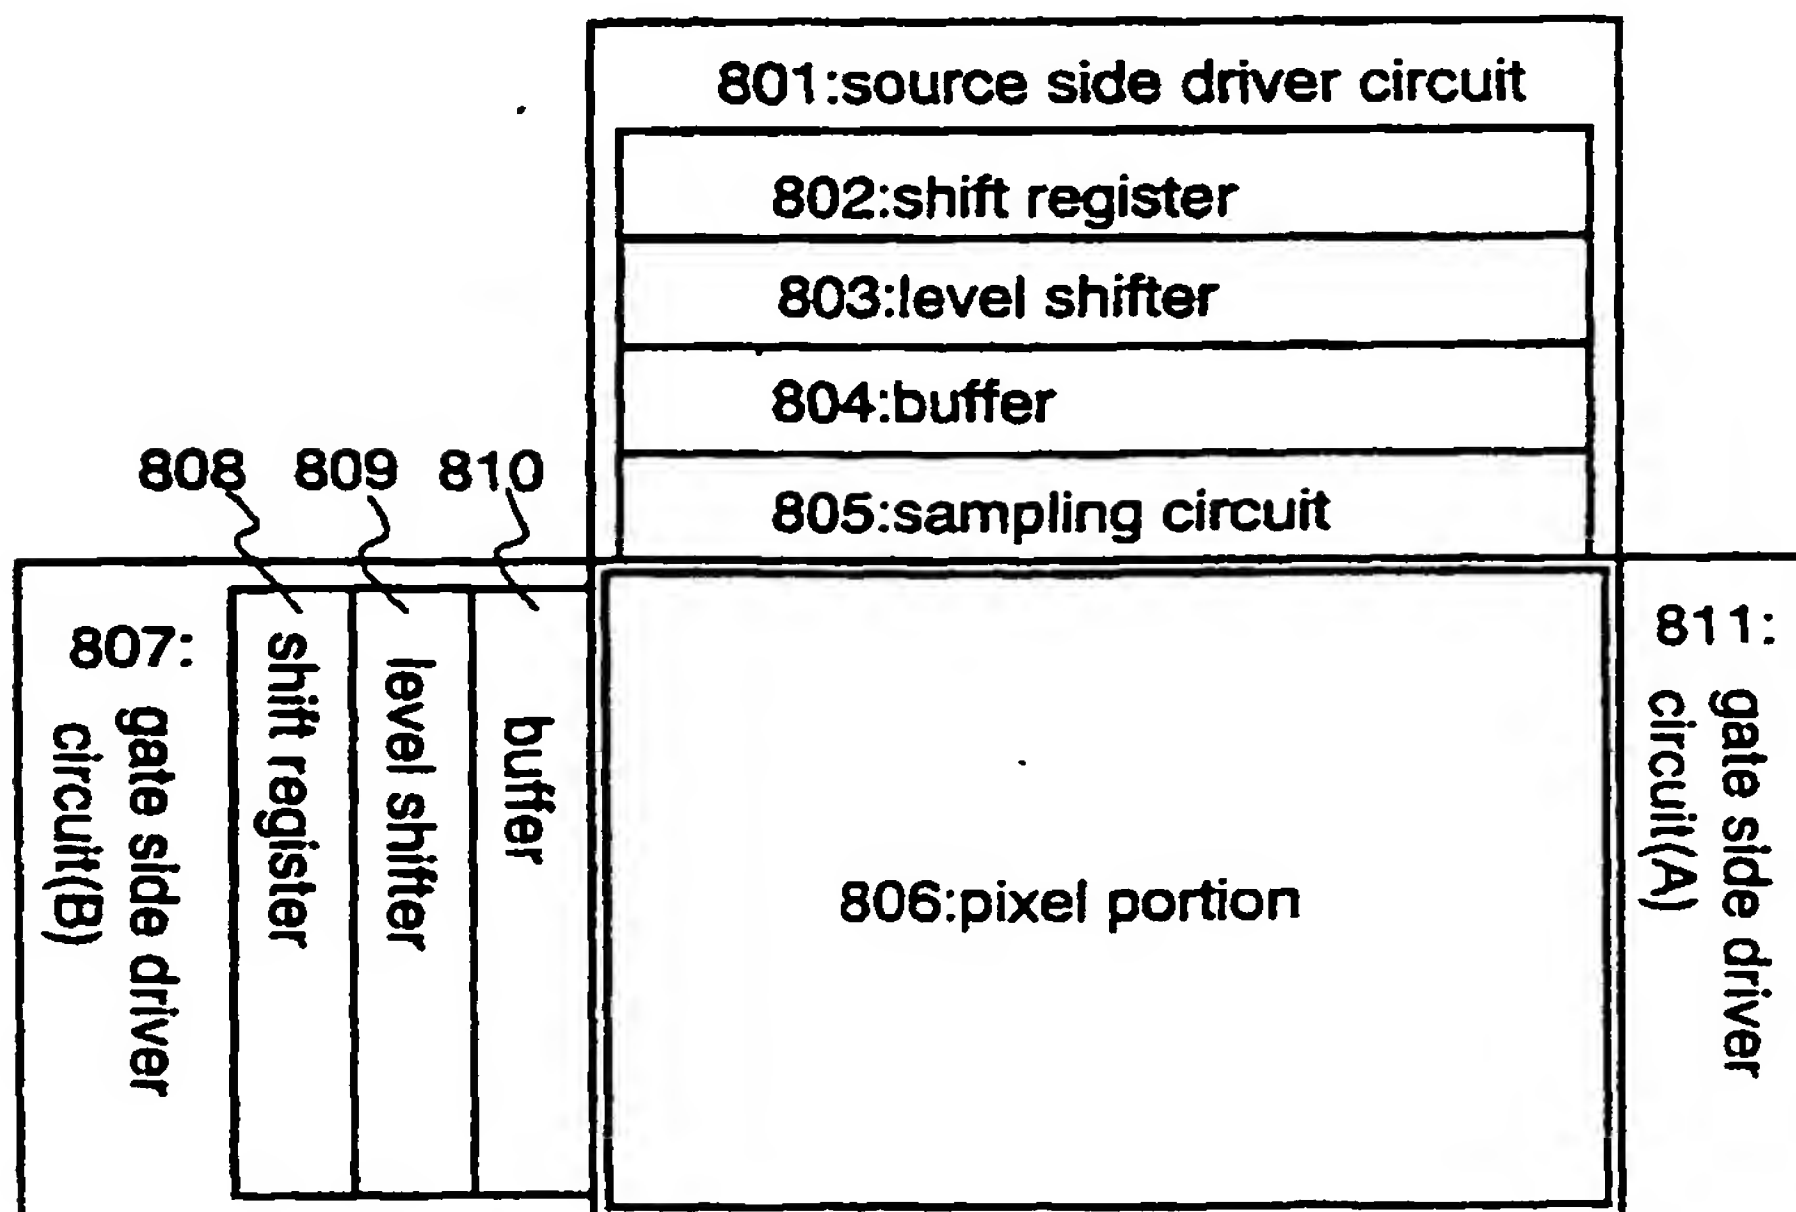 801:source side driver circuit
802:shift register
803:level shifter
804:buffer
805:sampling circuit
808 809 810
807:
gate side driver
circuit(B)
shift register
level shifter
buffer
806:pixel portion
811:
gate side driver
circuit(A)